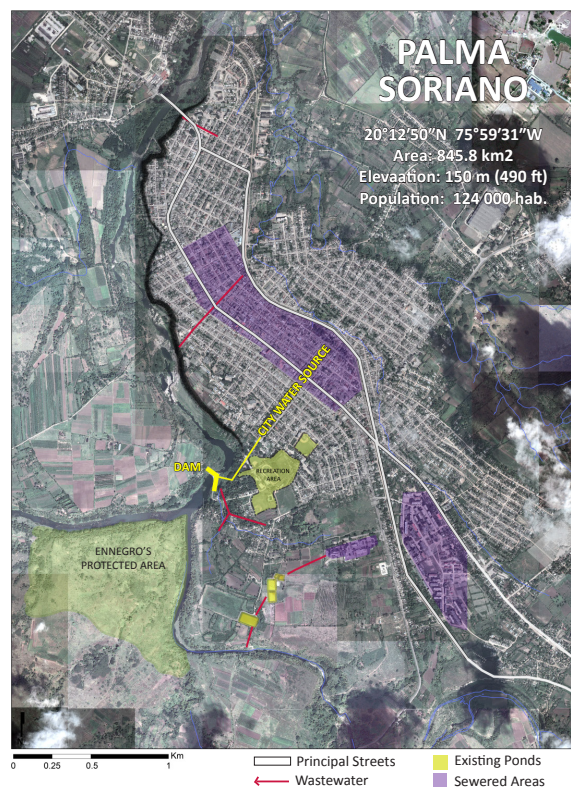 PALMA
SORIANO
20°12'50"N 75°59'31"W
Area: 845.8 km2
Elevaation: 150 m (490 ft)
Population: 124 000 hab.
CITY WATER SOURCE
DAM
RECREATION
AREA
ENNEGRO'S
PROTECTED AREA
Km
0 0.25 0.5 1
Principal Streets
Wastewater
Existing Ponds
Sewered Areas